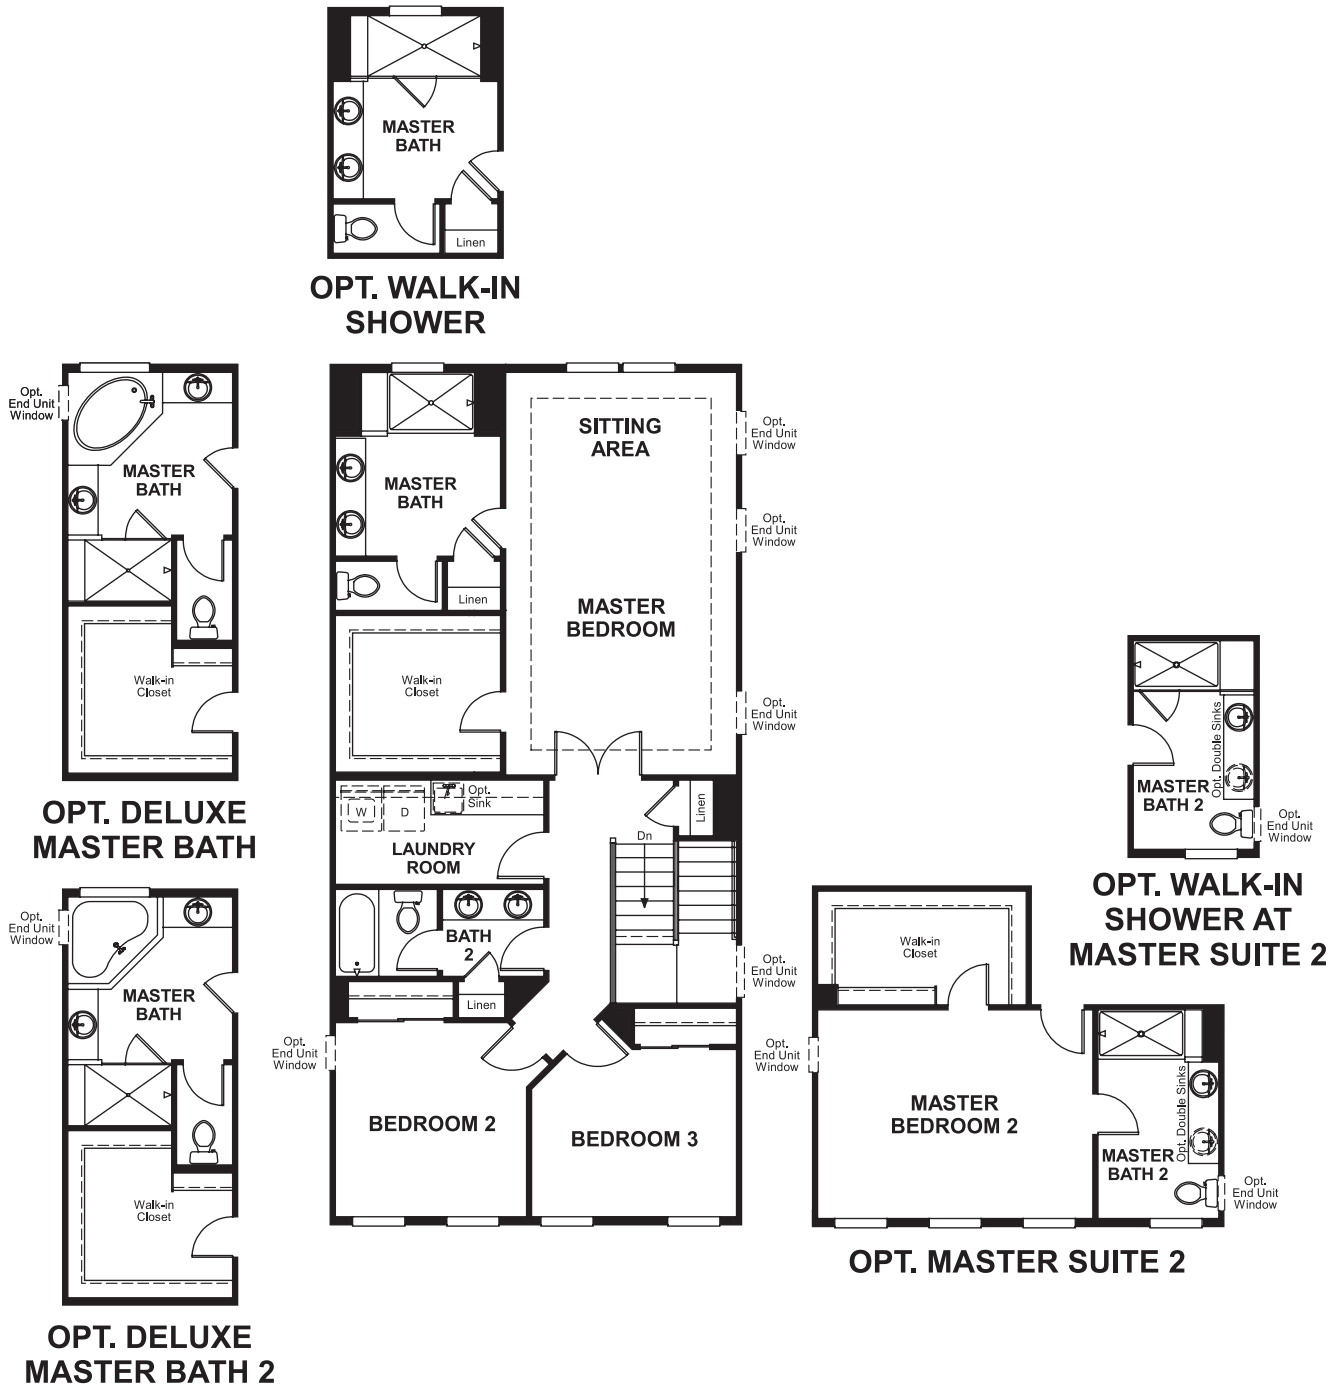 MASTER
BATH
Linen
OPT. WALK-IN
SHOWER
Opt.
End Unit
Window
MASTER
BATH
Walk-in
Closet
OPT. DELUXE
MASTER BATH
Opt.
End Unit
Window
MASTER
BATH
Walk-in
Closet
OPT. DELUXE
MASTER BATH 2
SITTING
AREA
MASTER
BATH
Linen
MASTER
BEDROOM
Walk-in
Closet
Opt.
End Unit
Window
Opt.
End Unit
Window
Opt.
End Unit
Window
W
D
Opt.
Sink
LAUNDRY
ROOM
Linen
Dn
BATH
2
Linen
Opt.
End Unit
Window
Opt.
End Unit
Window
BEDROOM 2
BEDROOM 3
Opt. Double Sinks
MASTER
BATH 2
Opt.
End Unit
Window
OPT. WALK-IN
SHOWER AT
MASTER SUITE 2
Walk-in
Closet
Opt.
End Unit
Window
MASTER
BEDROOM 2
Opt. Double Sinks
MASTER
BATH 2
Opt.
End Unit
Window
OPT. MASTER SUITE 2